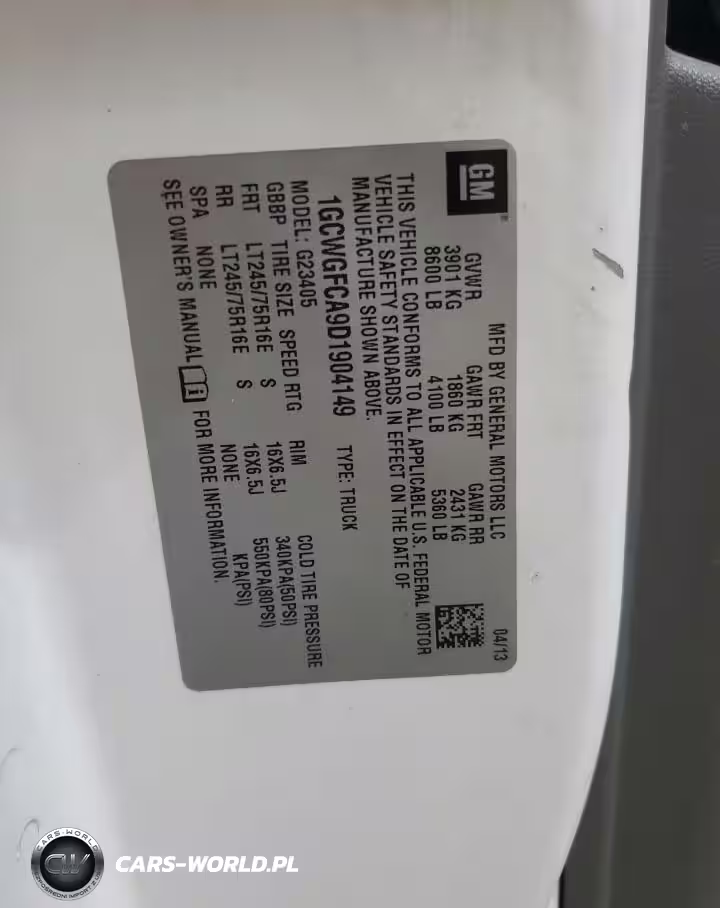 GM
MFD BY GENERAL MOTORS LLC 04/13
GVWR GAWR FRT GAWR RR
3901 KG 1860 KG 2431 KG
8600 LB 4100 LB 5360 LB
THIS VEHICLE CONFORMS TO ALL APPLICABLE U.S. FEDERAL MOTOR
VEHICLE SAFETY STANDARDS IN EFFECT ON THE DATE OF
MANUFACTURE SHOWN ABOVE.
1GCWGFCA9D1904149 TYPE: TRUCK
MODEL: G23405
GBBP TIRE SIZE SPEED RTG RIM COLD TIRE PRESSURE
FRT LT245/75R16E S 16X6.5J 340KPA(50PSI)
RR LT245/75R16E S 16X6.5J 550KPA(80PSI)
SPA NONE NONE KPA(PSI)
SEE OWNER'S MANUAL FOR MORE INFORMATION.
CARS-WORLD
CW
CARS-WORLD.PL